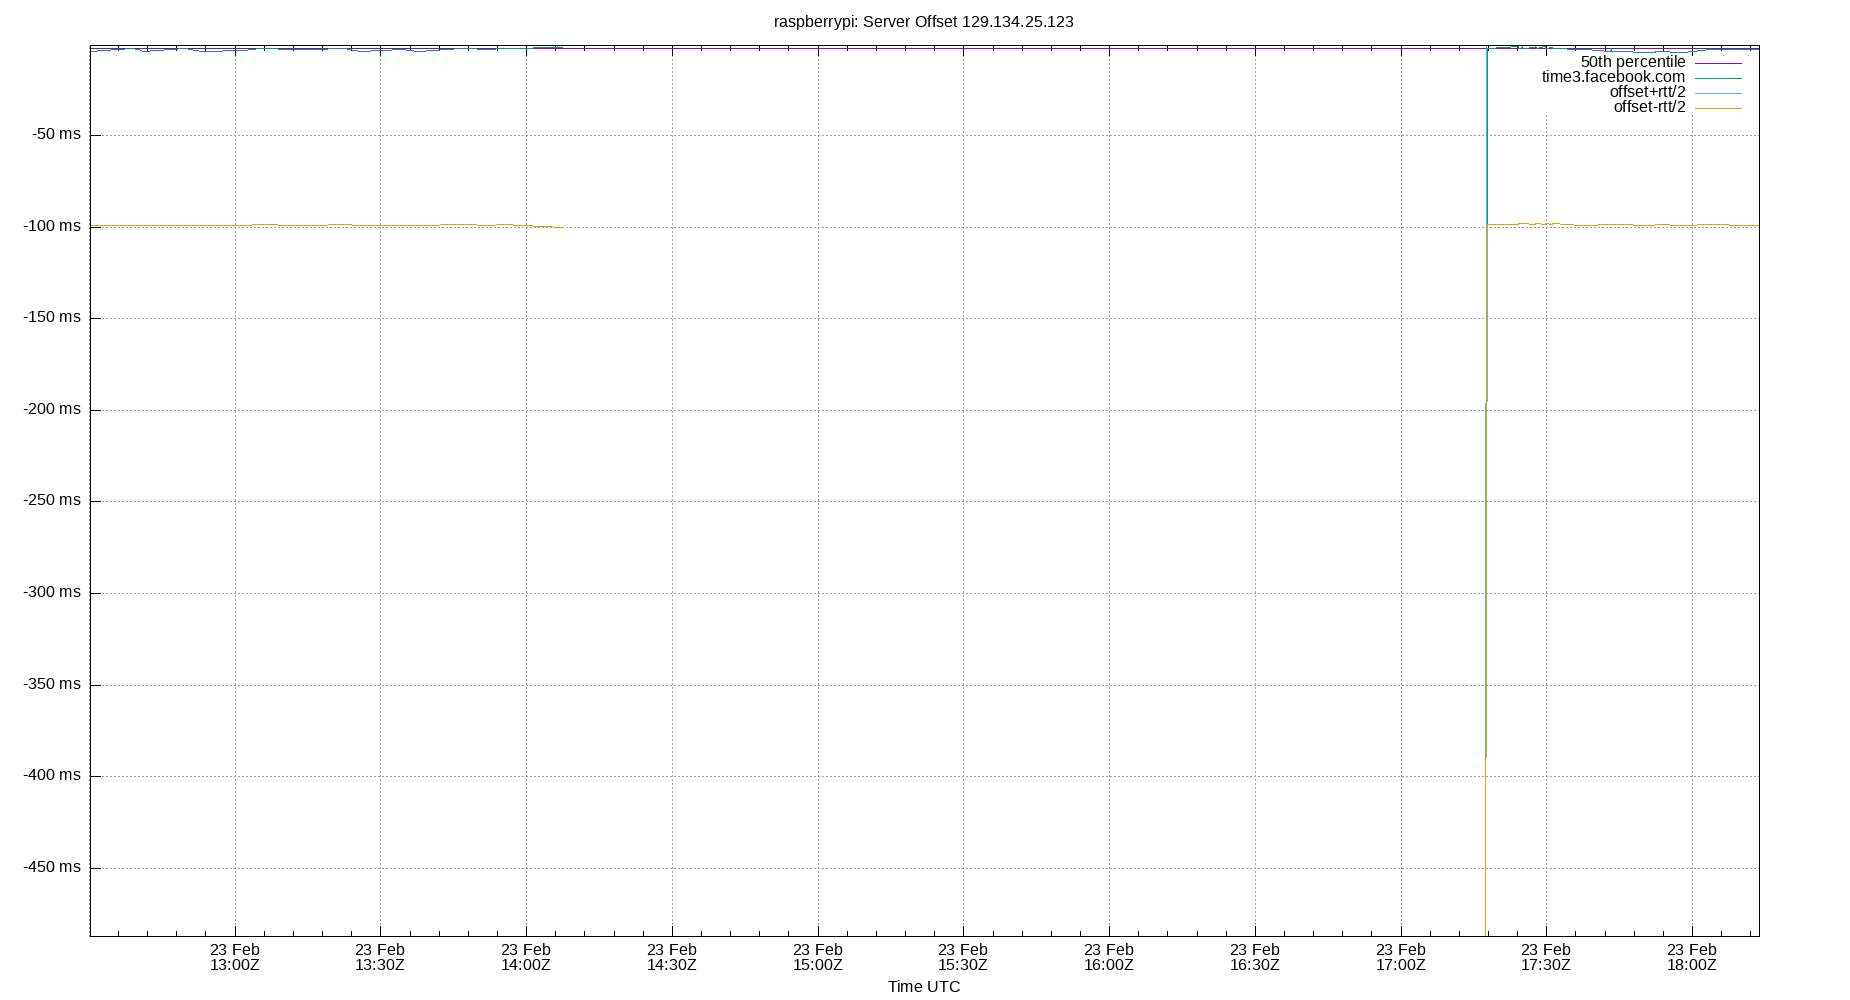 raspberrypi: Server Offset 129.134.25.123
50th percentile
time3.facebook.com
offset+rtt/2
offset-rtt/2
-50 ms
-100 ms
-150 ms
-200 ms
-250 ms
-300 ms
-350 ms
-400 ms
-450 ms
23 Feb 23 Feb 23 Feb 23 Feb 23 Feb 23 Feb 23 Feb 23 Feb 23 Feb 23 Feb 23 Feb
13:00Z 13:30Z 14:00Z 14:30Z 15:00Z 15:30Z 16:00Z 16:30Z 17:00Z 17:30Z 18:00Z
Time UTC